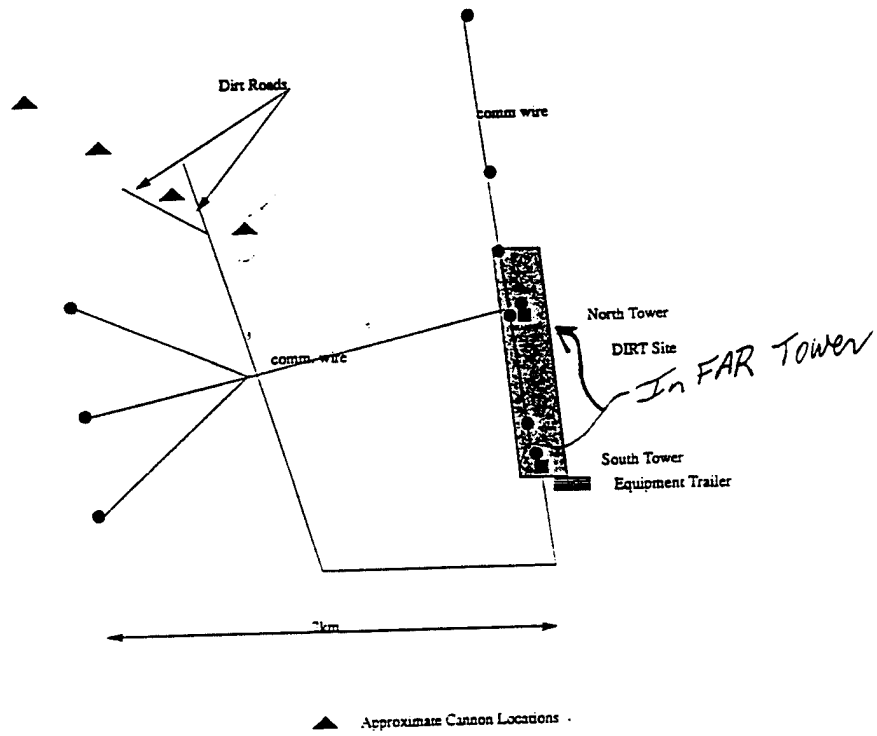 Dirt Roads
comm wire
North Tower
DIRT Site
In FAR Tower
comm. wire
South Tower
Equipment Trailer
km
Approximate Cannon Locations